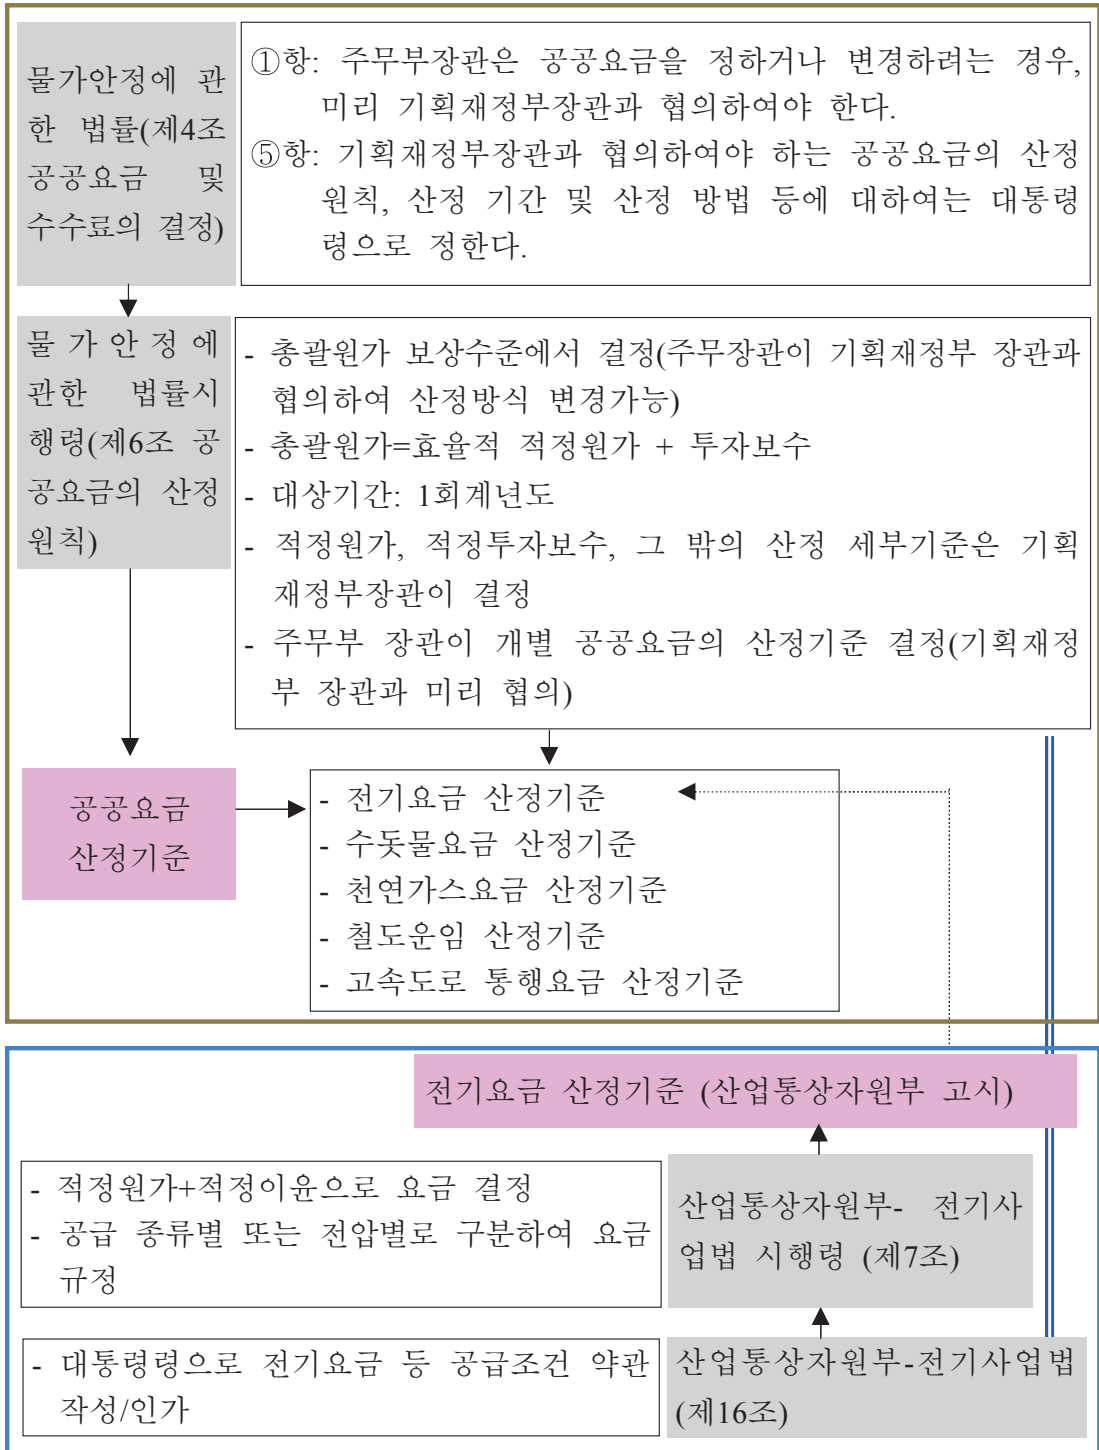 물가안정에 관
한 법률(제4조
공공요금 및
수수료의 결정)
①항: 주무부장관은 공공요금을 정하거나 변경하려는 경우,
미리 기획재정부장관과 협의하여야 한다.
⑤항: 기획재정부장관과 협의하여야 하는 공공요금의 산정
원칙, 산정 기간 및 산정 방법 등에 대하여는 대통령
령으로 정한다.
물가안정에
관한 법률시
행령(제6조 공
공요금의 산정
원칙)
- 총괄원가 보상수준에서 결정(주무장관이 기획재정부 장관과
협의하여 산정방식 변경가능)
- 총괄원가=효율적 적정원가 + 투자보수
- 대상기간: 1회계년도
- 적정원가, 적정투자보수, 그 밖의 산정 세부기준은 기획
재정부장관이 결정
- 주무부 장관이 개별 공공요금의 산정기준 결정(기획재정
부 장관과 미리 협의)
공공요금
산정기준
- 전기요금 산정기준
- 수돗물요금 산정기준
- 천연가스요금 산정기준
- 철도운임 산정기준
- 고속도로 통행요금 산정기준
전기요금 산정기준 (산업통상자원부 고시)
- 적정원가+적정이윤으로 요금 결정
- 공급 종류별 또는 전압별로 구분하여 요금
규정
산업통상자원부- 전기사
업법 시행령 (제7조)
- 대통령령으로 전기요금 등 공급조건 약관
작성/인가
산업통상자원부-전기사업법
(제16조)